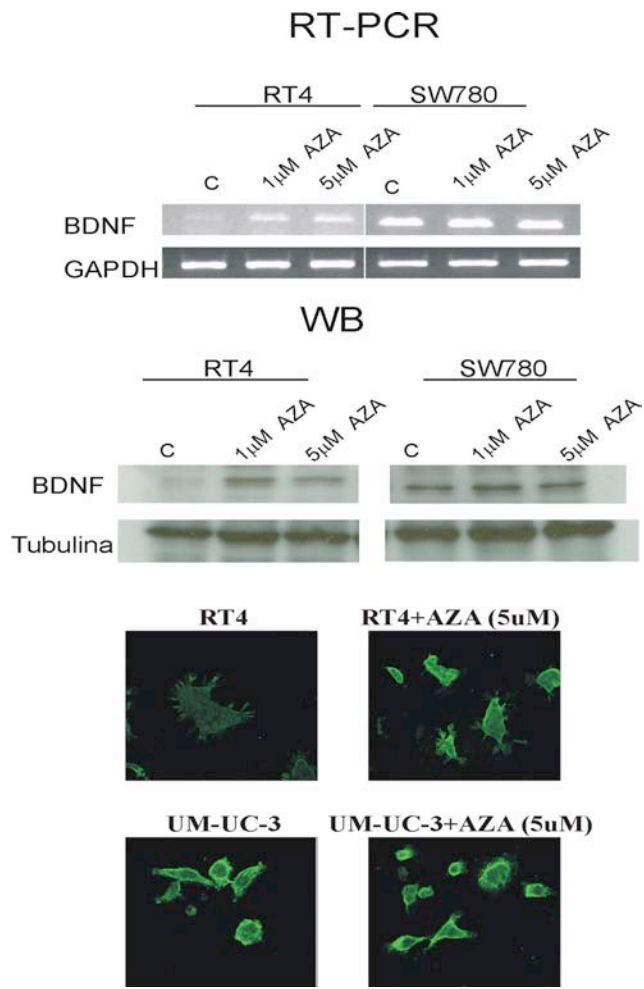 RT-PCR
RT4 SW780
C 1μM AZA 5μM AZA C 1μM AZA 5μM AZA
BDNF
GAPDH
WB
RT4 SW780
C 1μM AZA 5μM AZA C 1μM AZA 5μM AZA
BDNF
Tubulina
RT4 RT4+AZA (5uM)
UM-UC-3 UM-UC-3+AZA (5uM)